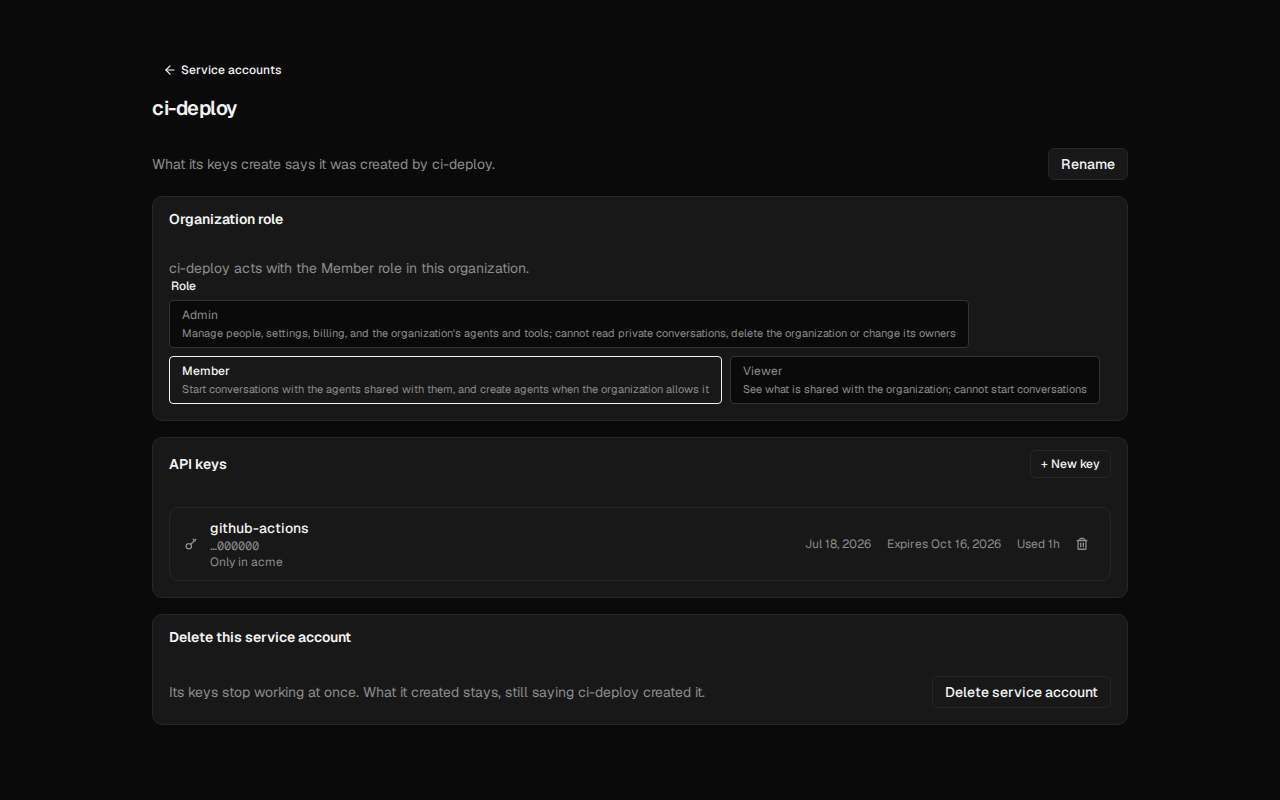 Service accounts
ci-deploy
What its keys create says it was created by ci-deploy.
Rename
Organization role
ci-deploy acts with the Member role in this organization.
Role
Admin
Manage people, settings, billing, and the organization's agents and tools; cannot read private conversations, delete the organization or change its owners
Member
Start conversations with the agents shared with them, and create agents when the organization allows it
Viewer
See what is shared with the organization; cannot start conversations
API keys
+ New key
github-actions
…000000
Only in acme
Jul 18, 2026
Expires Oct 16, 2026
Used 1h
Delete this service account
Its keys stop working at once. What it created stays, still saying ci-deploy created it.
Delete service account